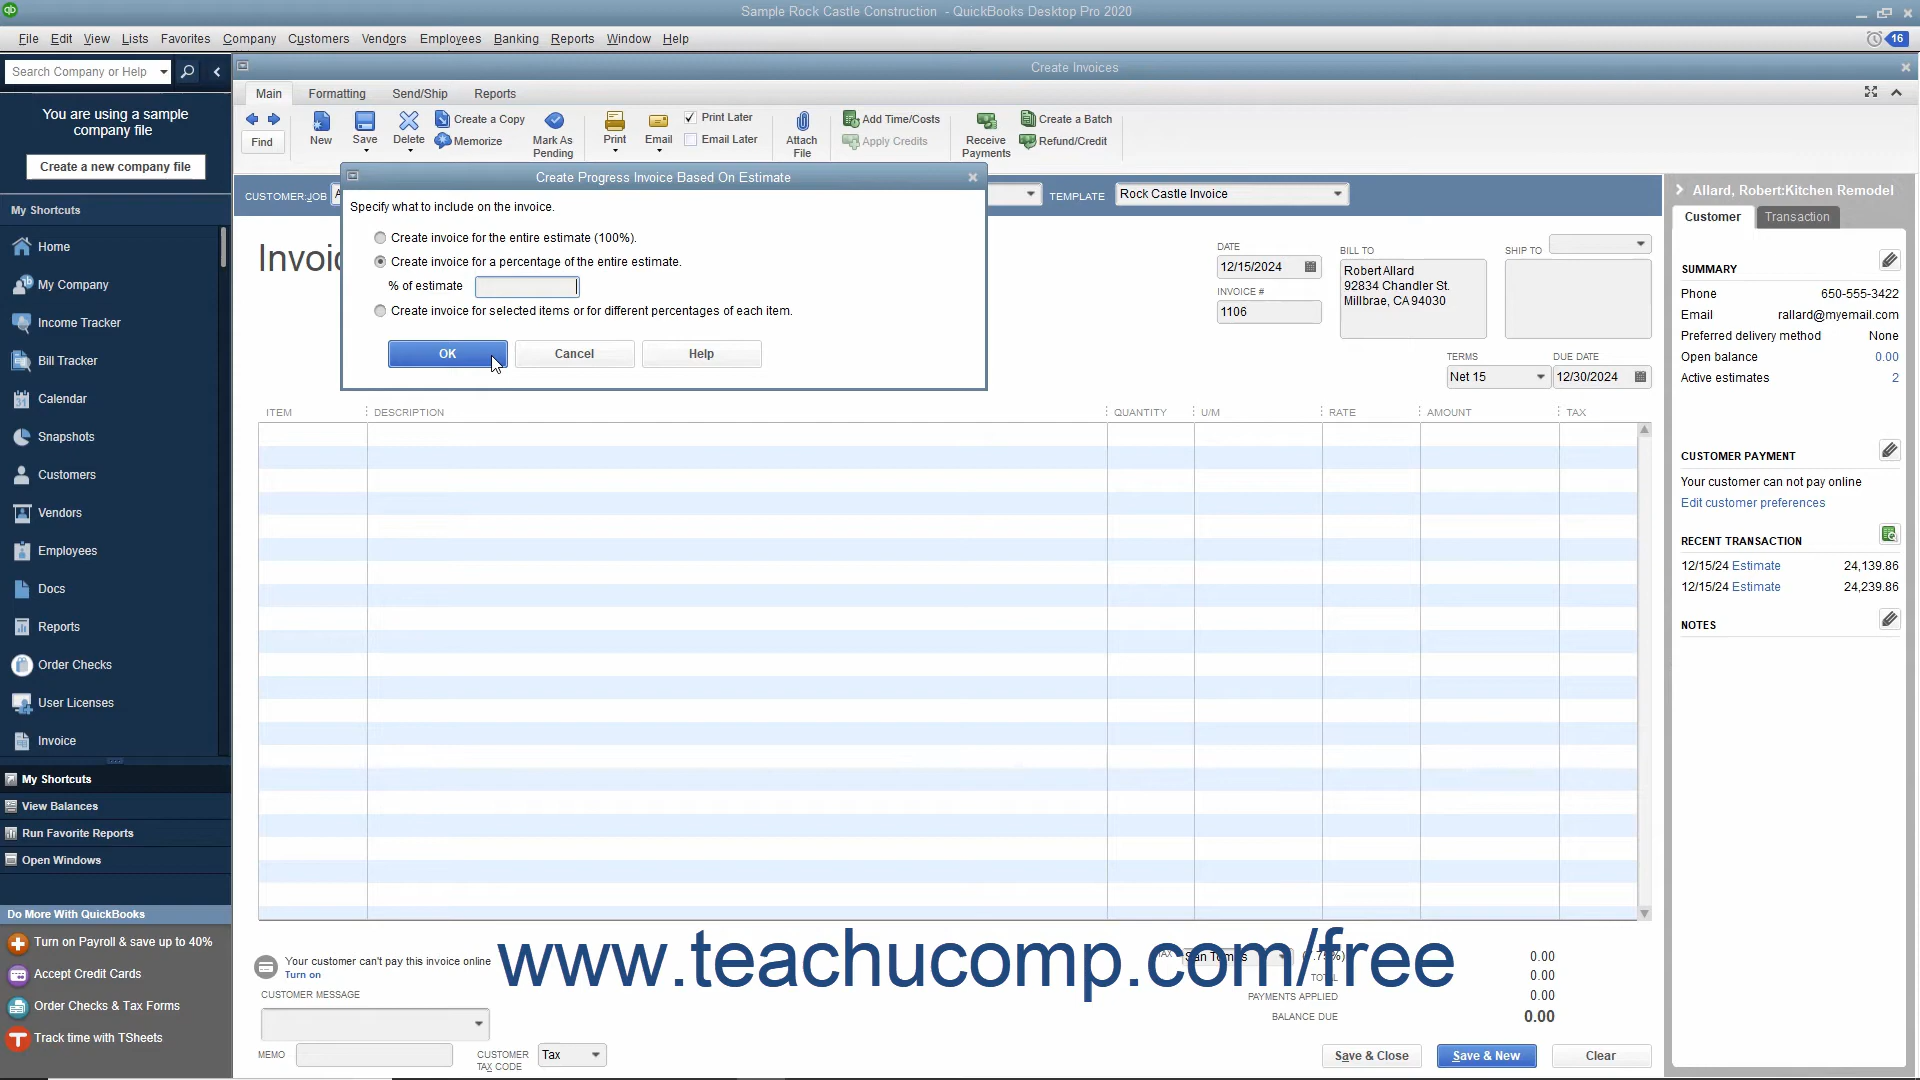 Sample Rock Castle Construction - QuickBooks Desktop Pro 2020
File Edit View Lists Favorites Company Customers Vendors Employees Banking Reports Window Help
16
Search Company or Help
You are using a sample
company file
Create a new company file
My Shortcuts
Home
My Company
Income Tracker
Bill Tracker
Calendar
Snapshots
Customers
Vendors
Employees
Docs
Reports
Order Checks
User Licenses
Invoice
My Shortcuts
View Balances
Run Favorite Reports
Open Windows
Do More With QuickBooks
Turn on Payroll & save up to 40%
Accept Credit Cards
Order Checks & Tax Forms
Track time with TSheets
Create Invoices
Main Formatting Send/Ship Reports
Find
New
Save
Delete
Create a Copy
Memorize
Mark As
Pending
Print
Email
Print Later
Email Later
Attach
File
Add Time/Costs
Apply Credits
Receive
Payments
Create a Batch
Refund/Credit
CUSTOMER:JOB
TEMPLATE
Rock Castle Invoice
Create Progress Invoice Based On Estimate
Specify what to include on the invoice.
Create invoice for the entire estimate (100%).
Create invoice for a percentage of the entire estimate.
% of estimate
Create invoice for selected items or for different percentages of each item.
OK Cancel Help
Invoic
DATE
12/15/2024
INVOICE #
1106
BILL TO
Robert Allard
92834 Chandler St.
Millbrae, CA 94030
SHIP TO
TERMS
Net 15
DUE DATE
12/30/2024
ITEM DESCRIPTION QUANTITY U/M RATE AMOUNT TAX
Your customer can't pay this invoice online
Turn on
CUSTOMER MESSAGE
MEMO
CUSTOMER
TAX CODE
Tax
www.teachucomp.com/free
TAX
0.00
TOTAL 0.00
PAYMENTS APPLIED 0.00
BALANCE DUE 0.00
Save & Close Save & New Clear
Allard, Robert:Kitchen Remodel
Customer Transaction
SUMMARY
Phone 650-555-3422
Email rallard@myemail.com
Preferred delivery method None
Open balance 0.00
Active estimates 2
CUSTOMER PAYMENT
Your customer can not pay online
Edit customer preferences
RECENT TRANSACTION
12/15/24 Estimate 24,139.86
12/15/24 Estimate 24,239.86
NOTES